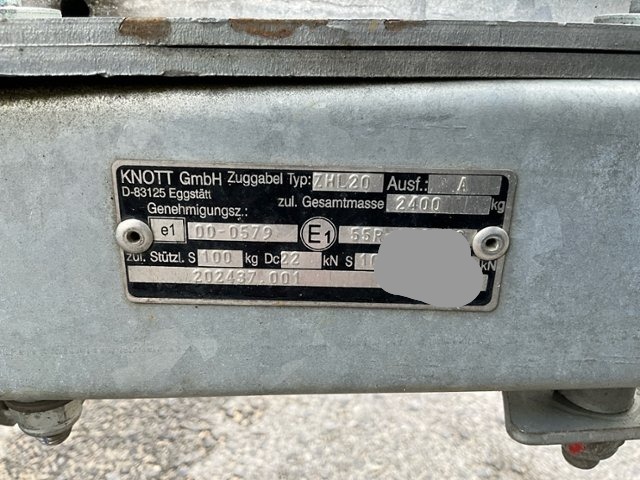 KNOTT GmbH Zuggabel Typ: ZHL20 Ausf.: A
D-83125 Eggstätt
zul. Gesamtmasse 2400 kg
Genehmigungsz.:
e1 00-0579 E1 55R
zul. Stützl. S 100 kg Dc 22 kN S kN
202437.001